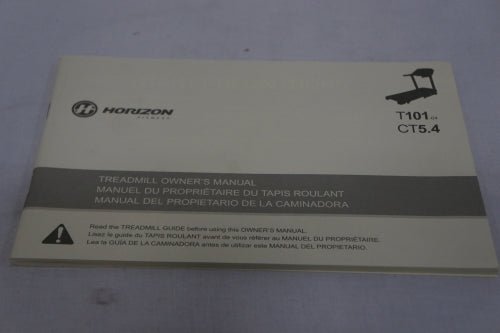 HORIZON
FITNESS
T101-04
CT5.4
TREADMILL OWNER'S MANUAL
MANUEL DU PROPRIÉTAIRE DU TAPIS ROULANT
MANUAL DEL PROPIETARIO DE LA CAMINADORA
Read the TREADMILL GUIDE before using this OWNER'S MANUAL.
Lisez le guide du TAPIS ROULANT avant de vous référer au MANUEL DU PROPRIÉTAIRE.
Lea la GUÍA DE LA CAMINADORA antes de utilizar este MANUAL DEL PROPIETARIO.